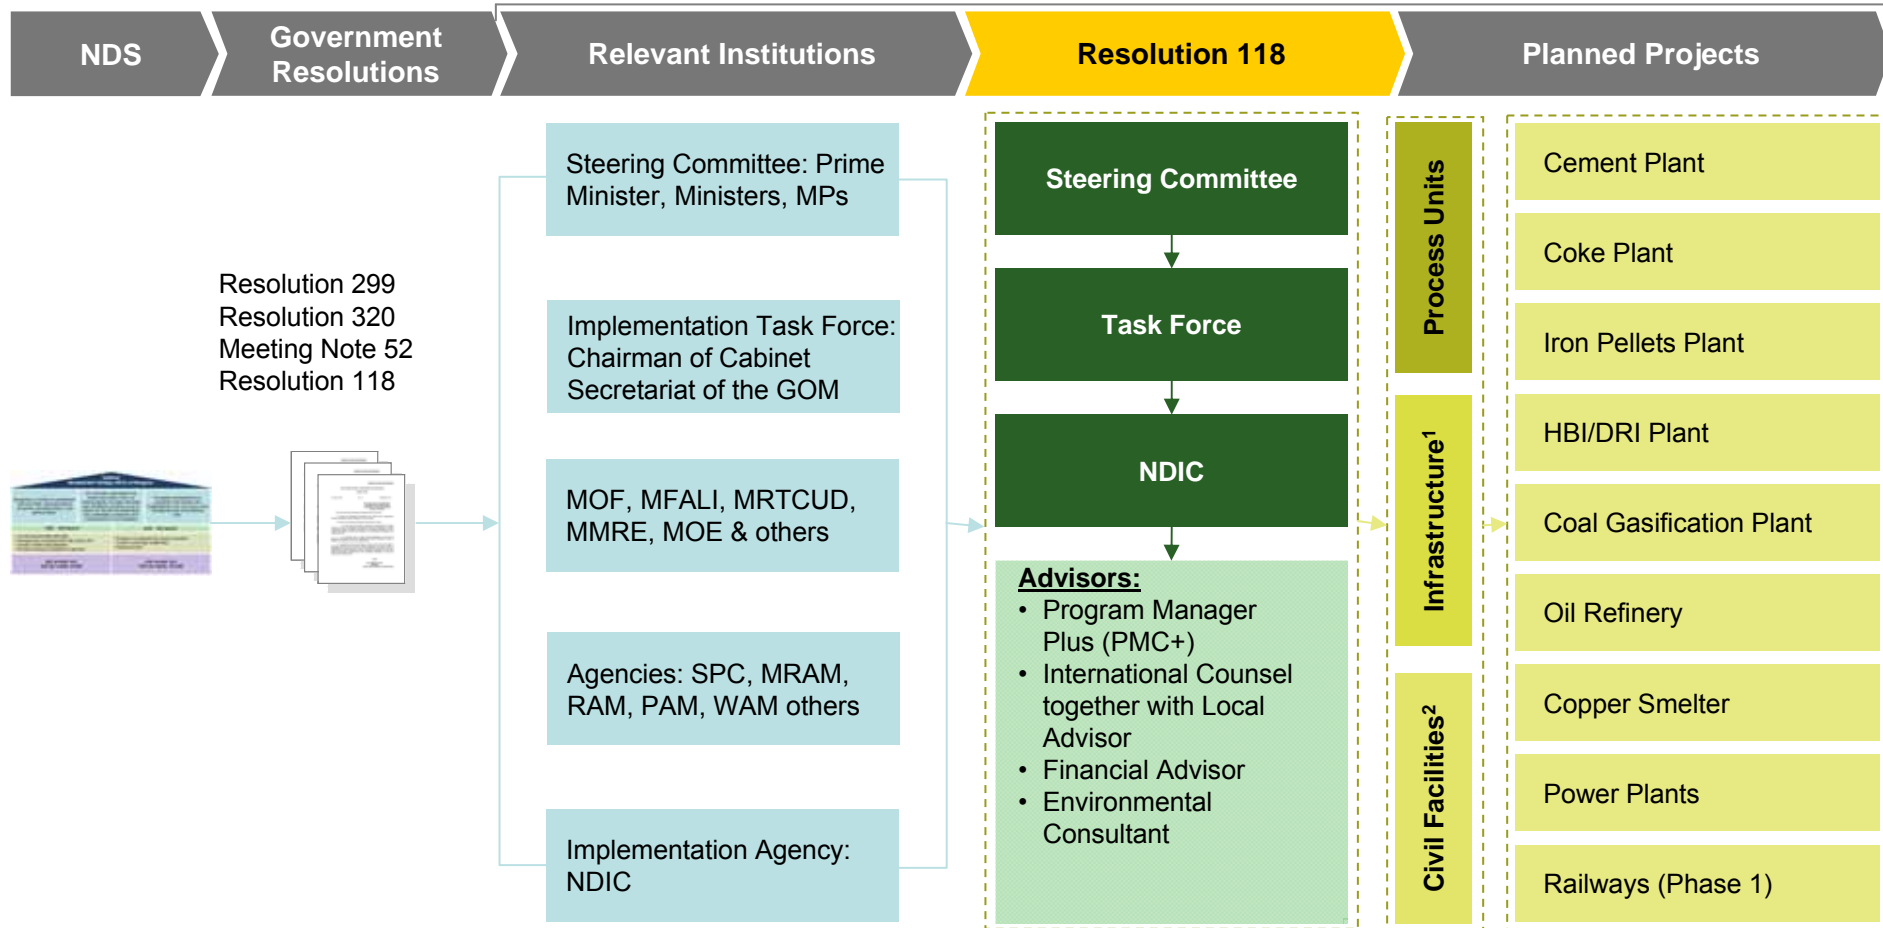 NDS
Government
Resolutions
Relevant Institutions
Resolution 118
Planned Projects
Resolution 299
Resolution 320
Meeting Note 52
Resolution 118
Steering Committee: Prime
Minister, Ministers, MPs
Implementation Task Force:
Chairman of Cabinet
Secretariat of the GOM
MOF, MFALI, MRTCUD,
MMRE, MOE & others
Agencies: SPC, MRAM,
RAM, PAM, WAM others
Implementation Agency:
NDIC
Steering Committee
Task Force
NDIC
Advisors:
• Program Manager
Plus (PMC+)
• International Counsel
together with Local
Advisor
• Financial Advisor
• Environmental
Consultant
Process Units
Infrastructure1
Civil Facilities2
Cement Plant
Coke Plant
Iron Pellets Plant
HBI/DRI Plant
Coal Gasification Plant
Oil Refinery
Copper Smelter
Power Plants
Railways (Phase 1)